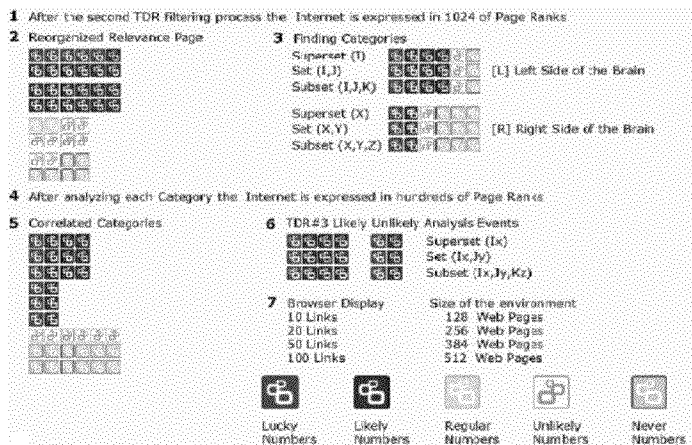 1 After the second TDR filtering process the Internet is expressed in 1024 of Page Ranks
2 Reorganized Relevance Page
3 Finding Categories
Superset (I)
Set (I,J)
Subset (I,J,K)
[L] Left Side of the Brain
Superset (X)
Set (X,Y)
Subset (X,Y,Z)
[R] Right Side of the Brain
4 After analyzing each Category the Internet is expressed in hundreds of Page Ranks
5 Correlated Categories
6 TDR#3 Likely Unlikely Analysis Events
Superset (Ix)
Set (Ix,Jy)
Subset (Ix,Jy,Kz)
7 Browser Display
Size of the environment
10 Links 128 Web Pages
20 Links 256 Web Pages
50 Links 384 Web Pages
100 Links 512 Web Pages
Lucky Numbers
Likely Numbers
Regular Numbers
Unlikely Numbers
Never Numbers